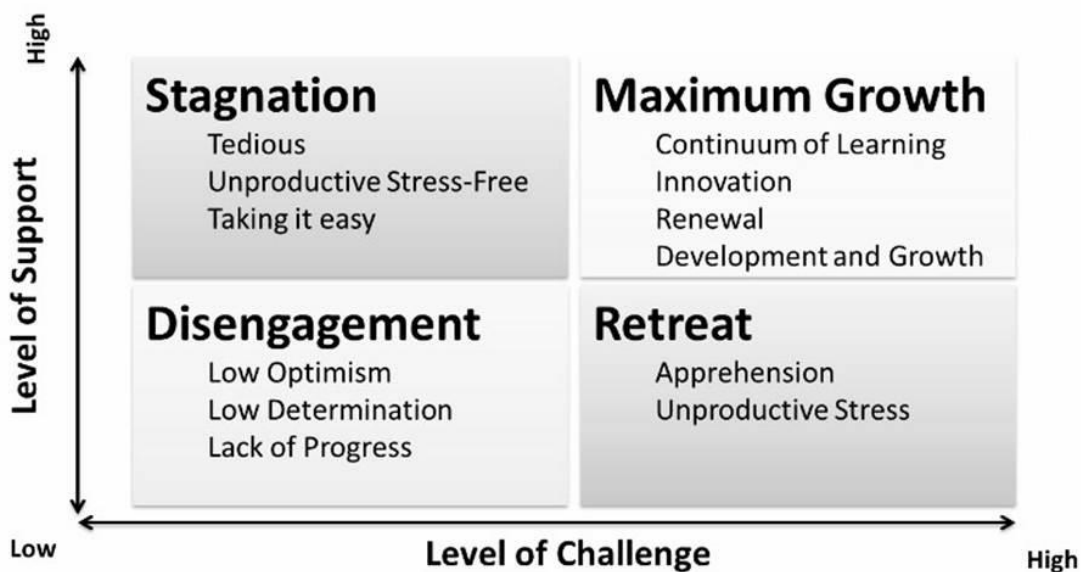 High
Level of Support
Stagnation
Tedious
Unproductive Stress-Free
Taking it easy
Maximum Growth
Continuum of Learning
Innovation
Renewal
Development and Growth
Disengagement
Low Optimism
Low Determination
Lack of Progress
Retreat
Apprehension
Unproductive Stress
Low
Level of Challenge
High